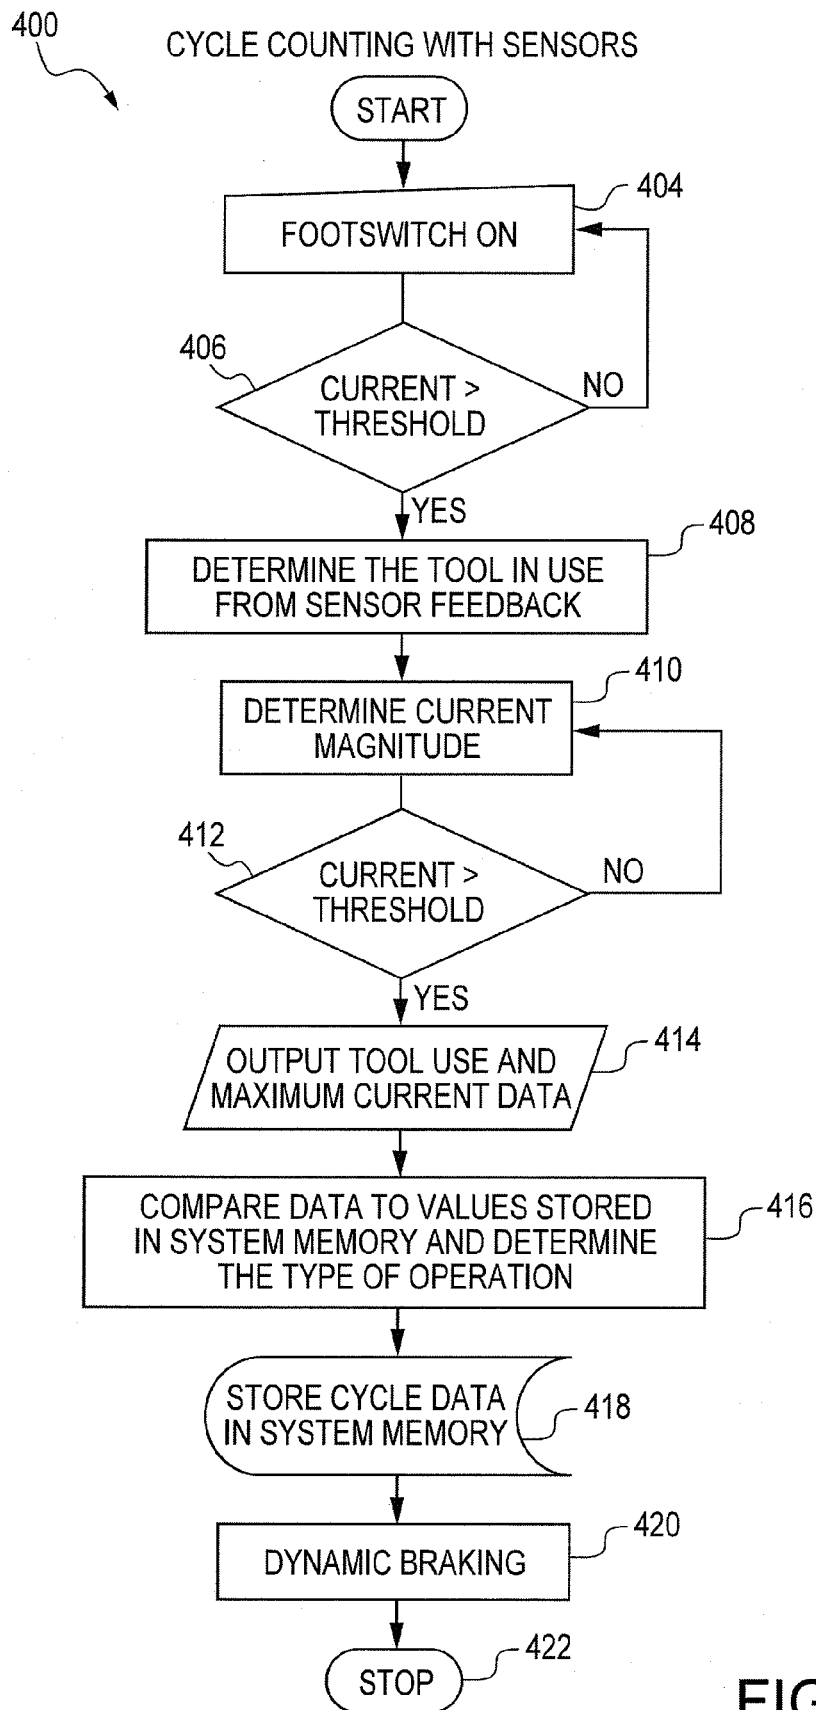 400
CYCLE COUNTING WITH SENSORS
START
404
FOOTSWITCH ON
406
CURRENT >
THRESHOLD
NO
YES
408
DETERMINE THE TOOL IN USE
FROM SENSOR FEEDBACK
410
DETERMINE CURRENT
MAGNITUDE
412
CURRENT >
THRESHOLD
NO
YES
414
OUTPUT TOOL USE AND
MAXIMUM CURRENT DATA
416
COMPARE DATA TO VALUES STORED
IN SYSTEM MEMORY AND DETERMINE
THE TYPE OF OPERATION
STORE CYCLE DATA
IN SYSTEM MEMORY
418
420
DYNAMIC BRAKING
422
STOP
FIG